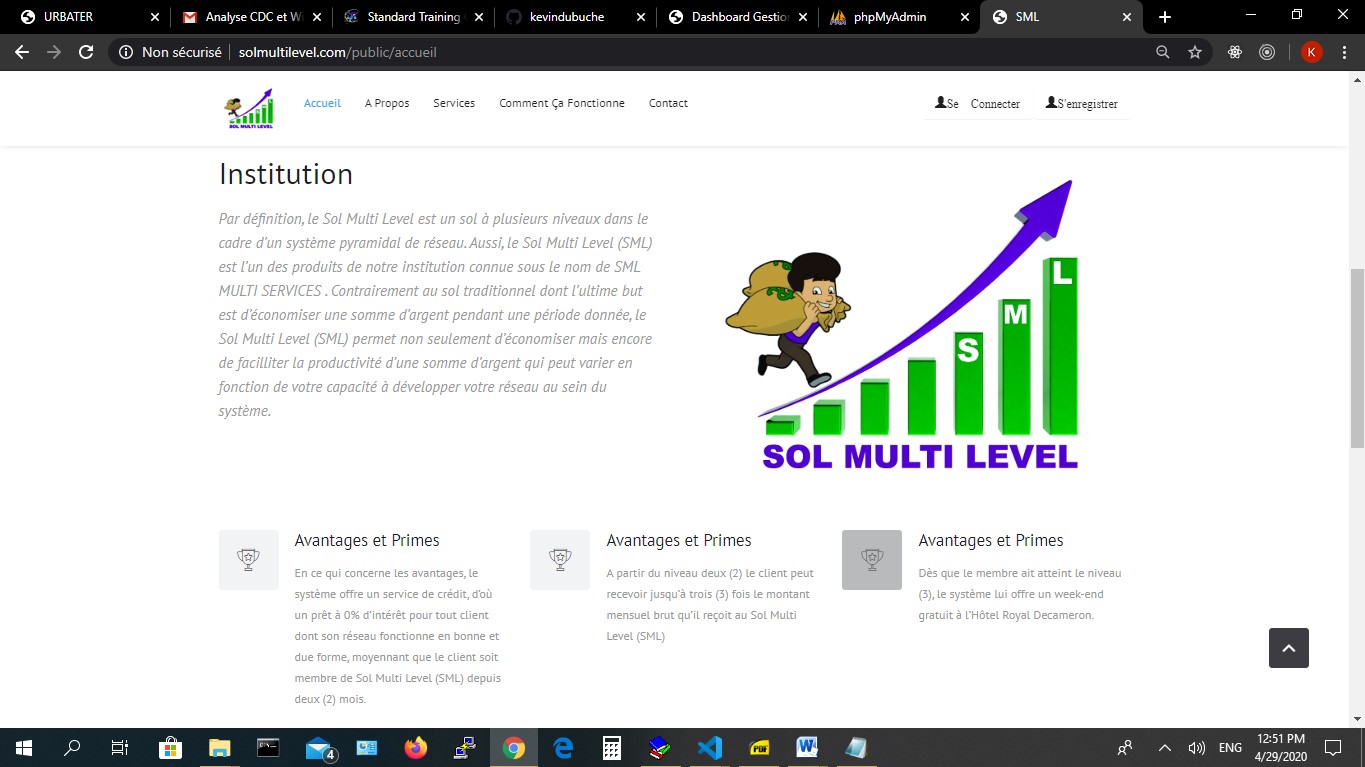 URBATER
Analyse CDC et Wi
Standard Training
kevindubuche
Dashboard Gestion
phpMyAdmin
SML
Non sécurisé
solmultilevel.com/public/accueil
K
SOL MULTI LEVEL
Accueil
A Propos
Services
Comment Ça Fonctionne
Contact
Se Connecter
S'enregistrer
Institution
Par définition, le Sol Multi Level est un sol à plusieurs niveaux dans le
cadre d'un système pyramidal de réseau. Aussi, le Sol Multi Level (SML)
est l'un des produits de notre institution connue sous le nom de SML
MULTI SERVICES . Contrairement au sol traditionnel dont l'ultime but
est d'économiser une somme d'argent pendant une période donnée, le
Sol Multi Level (SML) permet non seulement d'économiser mais encore
de facilliter la productivité d'une somme d'argent qui peut varier en
fonction de votre capacité à développer votre réseau au sein du
système.
S
M
L
SOL MULTI LEVEL
Avantages et Primes
En ce qui concerne les avantages, le
système offre un service de crédit, d'où
un prêt à 0% d'intérêt pour tout client
dont son réseau fonctionne en bonne et
due forme, moyennant que le client soit
membre de Sol Multi Level (SML) depuis
deux (2) mois.
Avantages et Primes
A partir du niveau deux (2) le client peut
recevoir jusqu'à trois (3) fois le montant
mensuel brut qu'il reçoit au Sol Multi
Level (SML)
Avantages et Primes
Dès que le membre ait atteint le niveau
(3), le système lui offre un week-end
gratuit à l'Hôtel Royal Decameron.
4
PDF
ENG
12:51 PM
4/29/2020